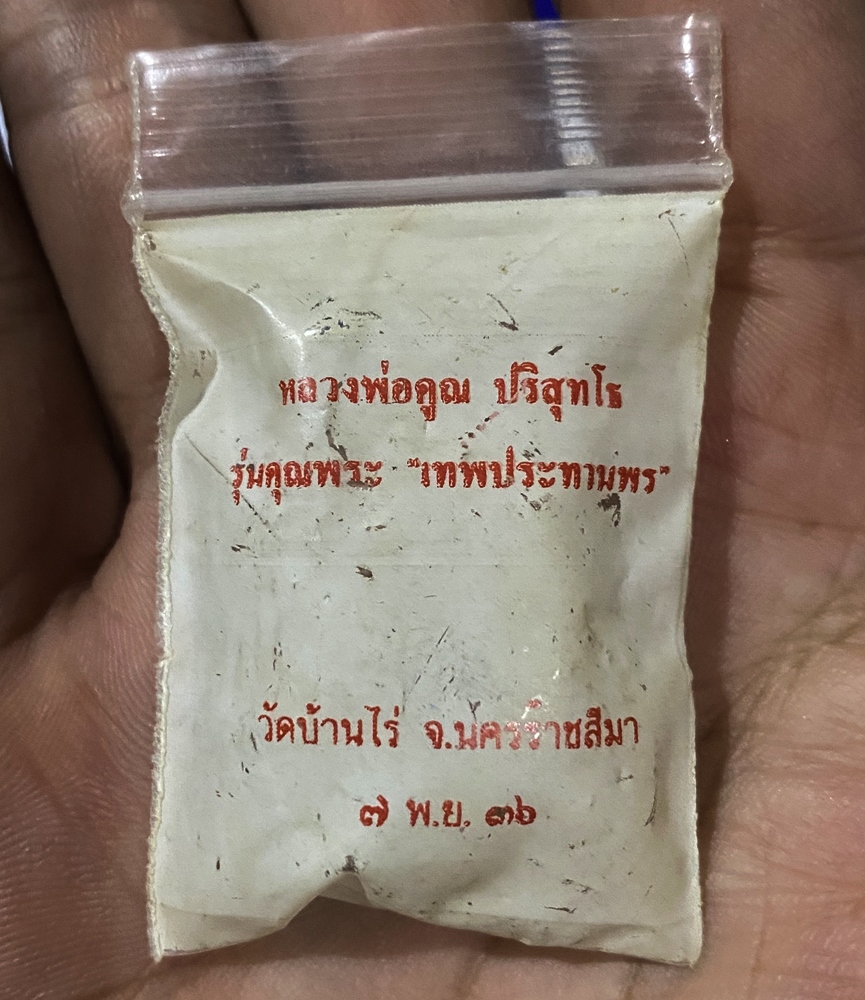 หลวงพ่อคูณ ปริสุทโธ
รุ่นคุณพระ "เทพประทานพร"
วัดบ้านไร่ จ.นครราชสีมา
๗ พ.ย. ๓๖